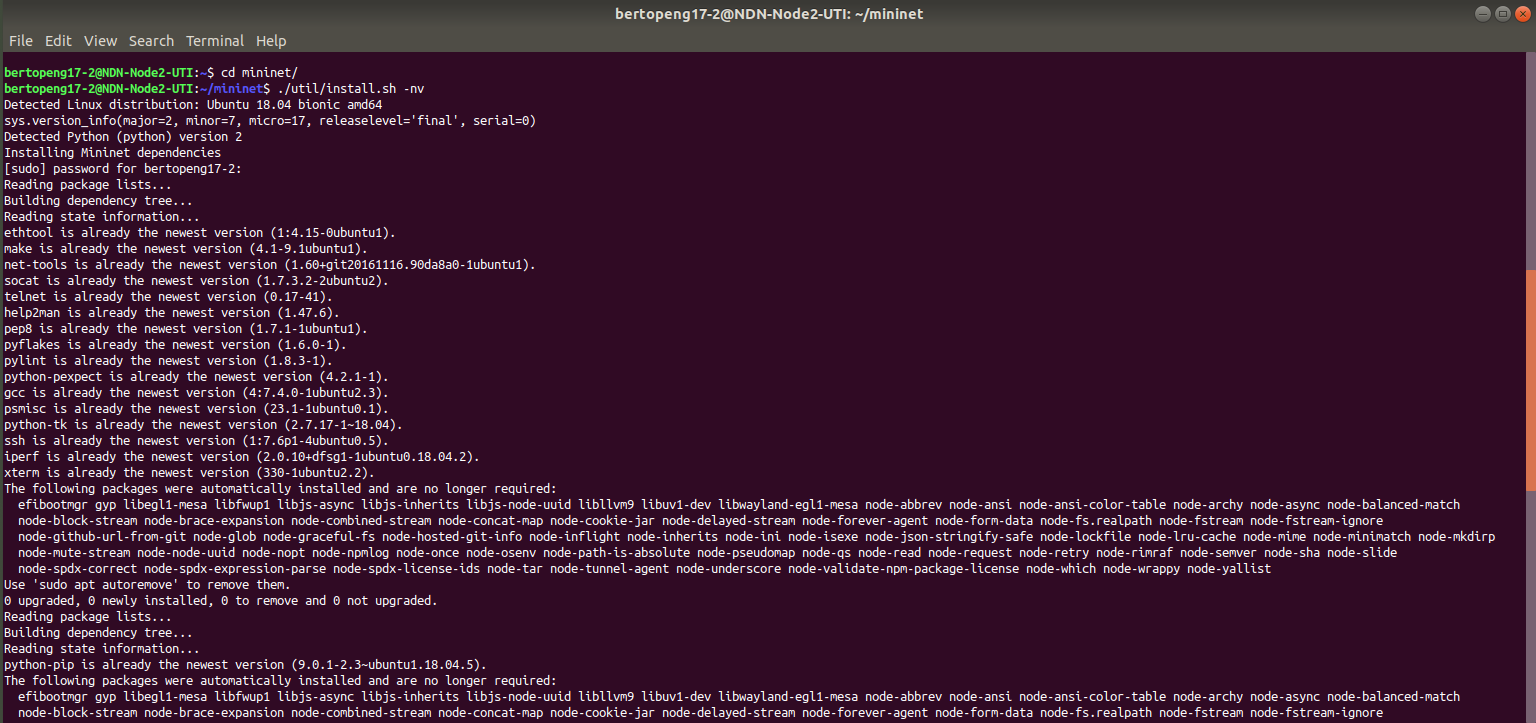 bertopeng17-2@NDN-Node2-UTI: ~/mininet
File Edit View Search Terminal Help
bertopeng17-2@NDN-Node2-UTI:~$ cd mininet/
bertopeng17-2@NDN-Node2-UTI:~/mininet$ ./util/install.sh -nv
Detected Linux distribution: Ubuntu 18.04 bionic amd64
sys.version_info(major=2, minor=7, micro=17, releaselevel='final', serial=0)
Detected Python (python) version 2
Installing Mininet dependencies
[sudo] password for bertopeng17-2:
Reading package lists...
Building dependency tree...
Reading state information...
ethtool is already the newest version (1:4.15-0ubuntu1).
make is already the newest version (4.1-9.1ubuntu1).
net-tools is already the newest version (1.60+git20161116.90da8a0-1ubuntu1).
socat is already the newest version (1.7.3.2-2ubuntu2).
telnet is already the newest version (0.17-41).
help2man is already the newest version (1.47.6).
pep8 is already the newest version (1.7.1-1ubuntu1).
pyflakes is already the newest version (1.6.0-1).
pylint is already the newest version (1.8.3-1).
python-pexpect is already the newest version (4.2.1-1).
gcc is already the newest version (4:7.4.0-1ubuntu2.3).
psmisc is already the newest version (23.1-1ubuntu0.1).
python-tk is already the newest version (2.7.17-1~18.04).
ssh is already the newest version (1:7.6p1-4ubuntu0.5).
iperf is already the newest version (2.0.10+dfsg1-1ubuntu0.18.04.2).
xterm is already the newest version (330-1ubuntu2.2).
The following packages were automatically installed and are no longer required:
efibootmgr gyp libegl1-mesa libfwup1 libjs-async libjs-inherits libjs-node-uuid libllvm9 libuv1-dev libwayland-egl1-mesa node-abbrev node-ansi node-ansi-color-table node-archy node-async node-balanced-match
node-block-stream node-brace-expansion node-combined-stream node-concat-map node-cookie-jar node-delayed-stream node-forever-agent node-form-data node-fs.realpath node-fstream node-fstream-ignore
node-github-url-from-git node-glob node-graceful-fs node-hosted-git-info node-inflight node-inherits node-ini node-isexe node-json-stringify-safe node-lockfile node-lru-cache node-mime node-minimatch node-mkdirp
node-mute-stream node-node-uuid node-nopt node-npmlog node-once node-osenv node-path-is-absolute node-pseudomap node-qs node-read node-request node-retry node-rimraf node-semver node-sha node-slide
node-spdx-correct node-spdx-expression-parse node-spdx-license-ids node-tar node-tunnel-agent node-underscore node-validate-npm-package-license node-which node-wrappy node-yallist
Use 'sudo apt autoremove' to remove them.
0 upgraded, 0 newly installed, 0 to remove and 0 not upgraded.
Reading package lists...
Building dependency tree...
Reading state information...
python-pip is already the newest version (9.0.1-2.3~ubuntu1.18.04.5).
The following packages were automatically installed and are no longer required:
efibootmgr gyp libegl1-mesa libfwup1 libjs-async libjs-inherits libjs-node-uuid libllvm9 libuv1-dev libwayland-egl1-mesa node-abbrev node-ansi node-ansi-color-table node-archy node-async node-balanced-match
node-block-stream node-brace-expansion node-combined-stream node-concat-map node-cookie-jar node-delayed-stream node-forever-agent node-form-data node-fs.realpath node-fstream node-fstream-ignore